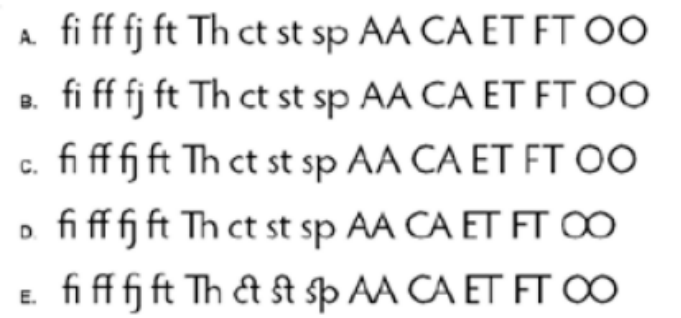 A. fi ff fj ft Th ct st sp AA CA ET FT OO
B. fi ff fj ft Th ct st sp AA CA ET FT OO
C. fi ff fj ft Th ct st sp AA CA ET FT OO
D. fi ff fj ft Th ct st sp AA CA ET FT OO
E. fi ff fj ft Th ct st sp AA CA ET FT OO